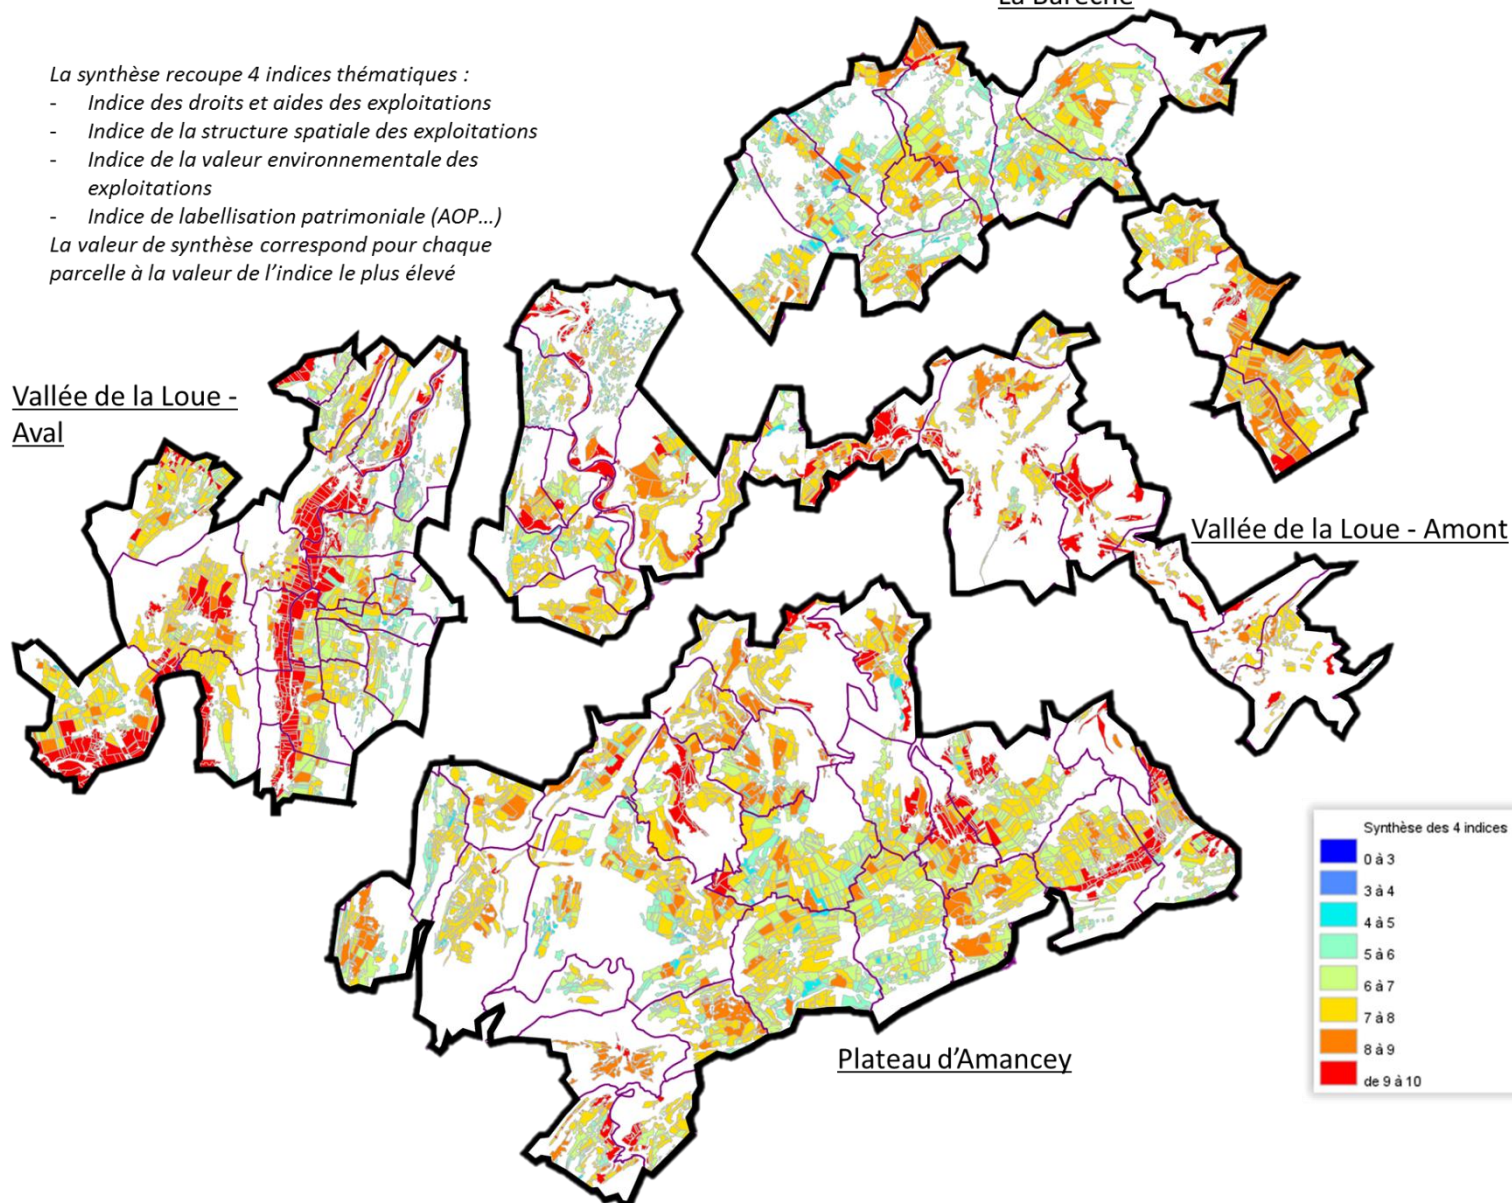 La Barèche
La synthèse recoupe 4 indices thématiques :
- Indice des droits et aides des exploitations
- Indice de la structure spatiale des exploitations
- Indice de la valeur environnementale des
exploitations
- Indice de labellisation patrimoniale (AOP...)
La valeur de synthèse correspond pour chaque
parcelle à la valeur de l'indice le plus élevé
Vallée de la Loue -
Aval
Vallée de la Loue - Amont
Plateau d'Amancey
Synthèse des 4 indices
0 à 3
3 à 4
4 à 5
5 à 6
6 à 7
7 à 8
8 à 9
de 9 à 10